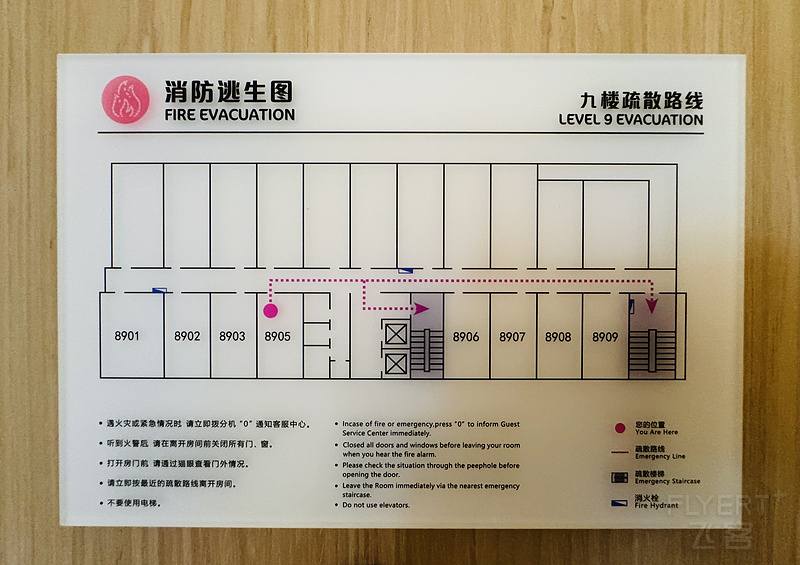 消防逃生图
FIRE EVACUATION
九楼疏散路线
LEVEL 9 EVACUATION
8901
8902
8903
8905
8906
8907
8908
8909
• 遇火灾或紧急情况时 请立即拨分机“0”通知客服中心。
• 听到火警后 请在离开房间前关闭所有门、窗。
• 打开房门前 请通过猫眼查看门外情况。
• 请立即按最近的疏散路线离开房间。
• 不要使用电梯。
• Incase of fire or emergency,press "0" to inform Guest
Service Center immediately.
• Closed all doors and windows before leaving your room
when you hear the fire alarm.
• Please check the situation through the peephole before
opening the door.
• Leave the Room immediately via the nearest emergency
staircase.
• Do not use elevators.
您的位置
You Are Here
疏散路线
Emergency Line
疏散楼梯
Emergency Staircase
消火栓
Fire Hydrant
FLYERT
飞客